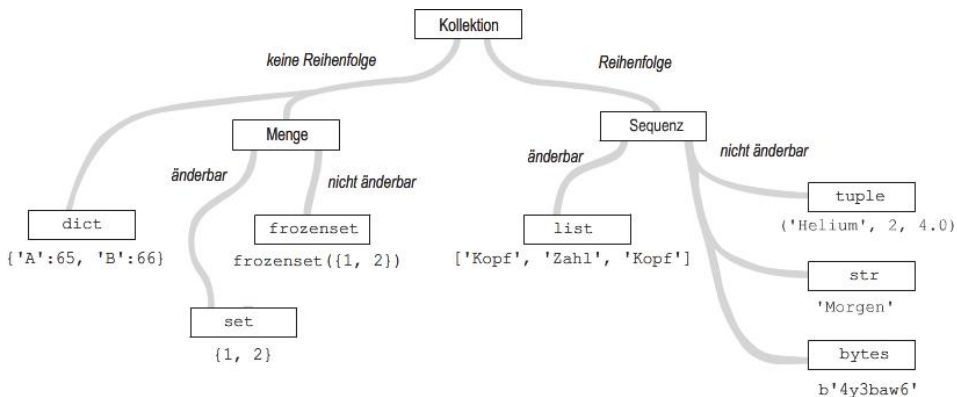 Kollektion
keine Reihenfolge
Reihenfolge
Menge
Sequenz
änderbar
nicht änderbar
änderbar
nicht änderbar
dict
{'A':65, 'B':66}
frozenset
frozenset({1, 2})
set
{1, 2}
list
['Kopf', 'Zahl', 'Kopf']
tuple
('Helium', 2, 4.0)
str
'Morgen'
bytes
b'4y3baw6'